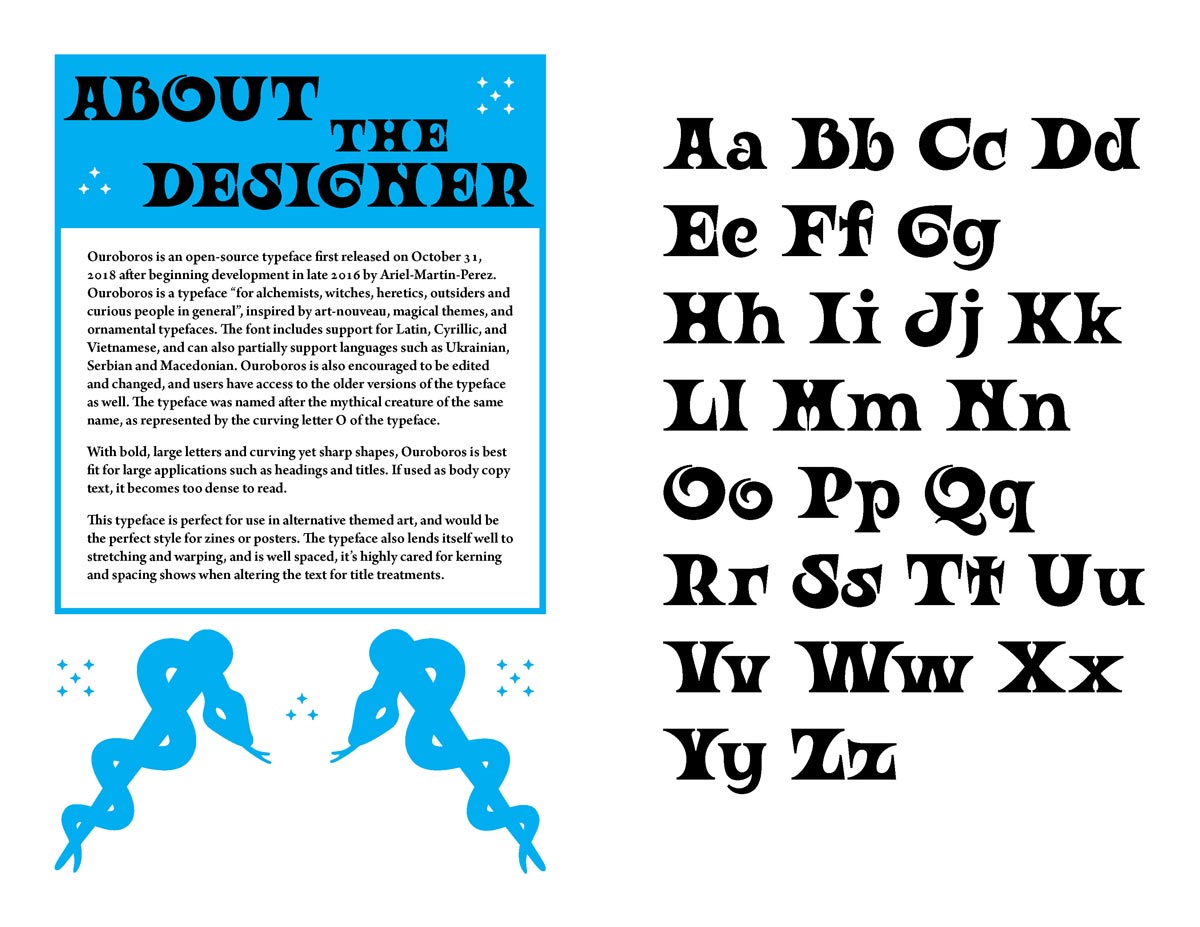 ABOUT
THE
DESIGNER
Ouroboros is an open-source typeface first released on October 31,
2018 after beginning development in late 2016 by Ariel-Martin-Perez.
Ouroboros is a typeface “for alchemists, witches, heretics, outsiders and
curious people in general”, inspired by art-nouveau, magical themes, and
ornamental typefaces. The font includes support for Latin, Cyrillic, and
Vietnamese, and can also partially support languages such as Ukrainian,
Serbian and Macedonian. Ouroboros is also encouraged to be edited
and changed, and users have access to the older versions of the typeface
as well. The typeface was named after the mythical creature of the same
name, as represented by the curving letter O of the typeface.
With bold, large letters and curving yet sharp shapes, Ouroboros is best
fit for large applications such as headings and titles. If used as body copy
text, it becomes too dense to read.
This typeface is perfect for use in alternative themed art, and would be
the perfect style for zines or posters. The typeface also lends itself well to
stretching and warping, and is well spaced, it’s highly cared for kerning
and spacing shows when altering the text for title treatments.
Aa Bb Cc Dd
Ee Ff Gg
Hh Ii Jj Kk
Ll Mm Nn
Oo Pp Qq
Rr Ss Tt Uu
Vv Ww Xx
Yy Zz